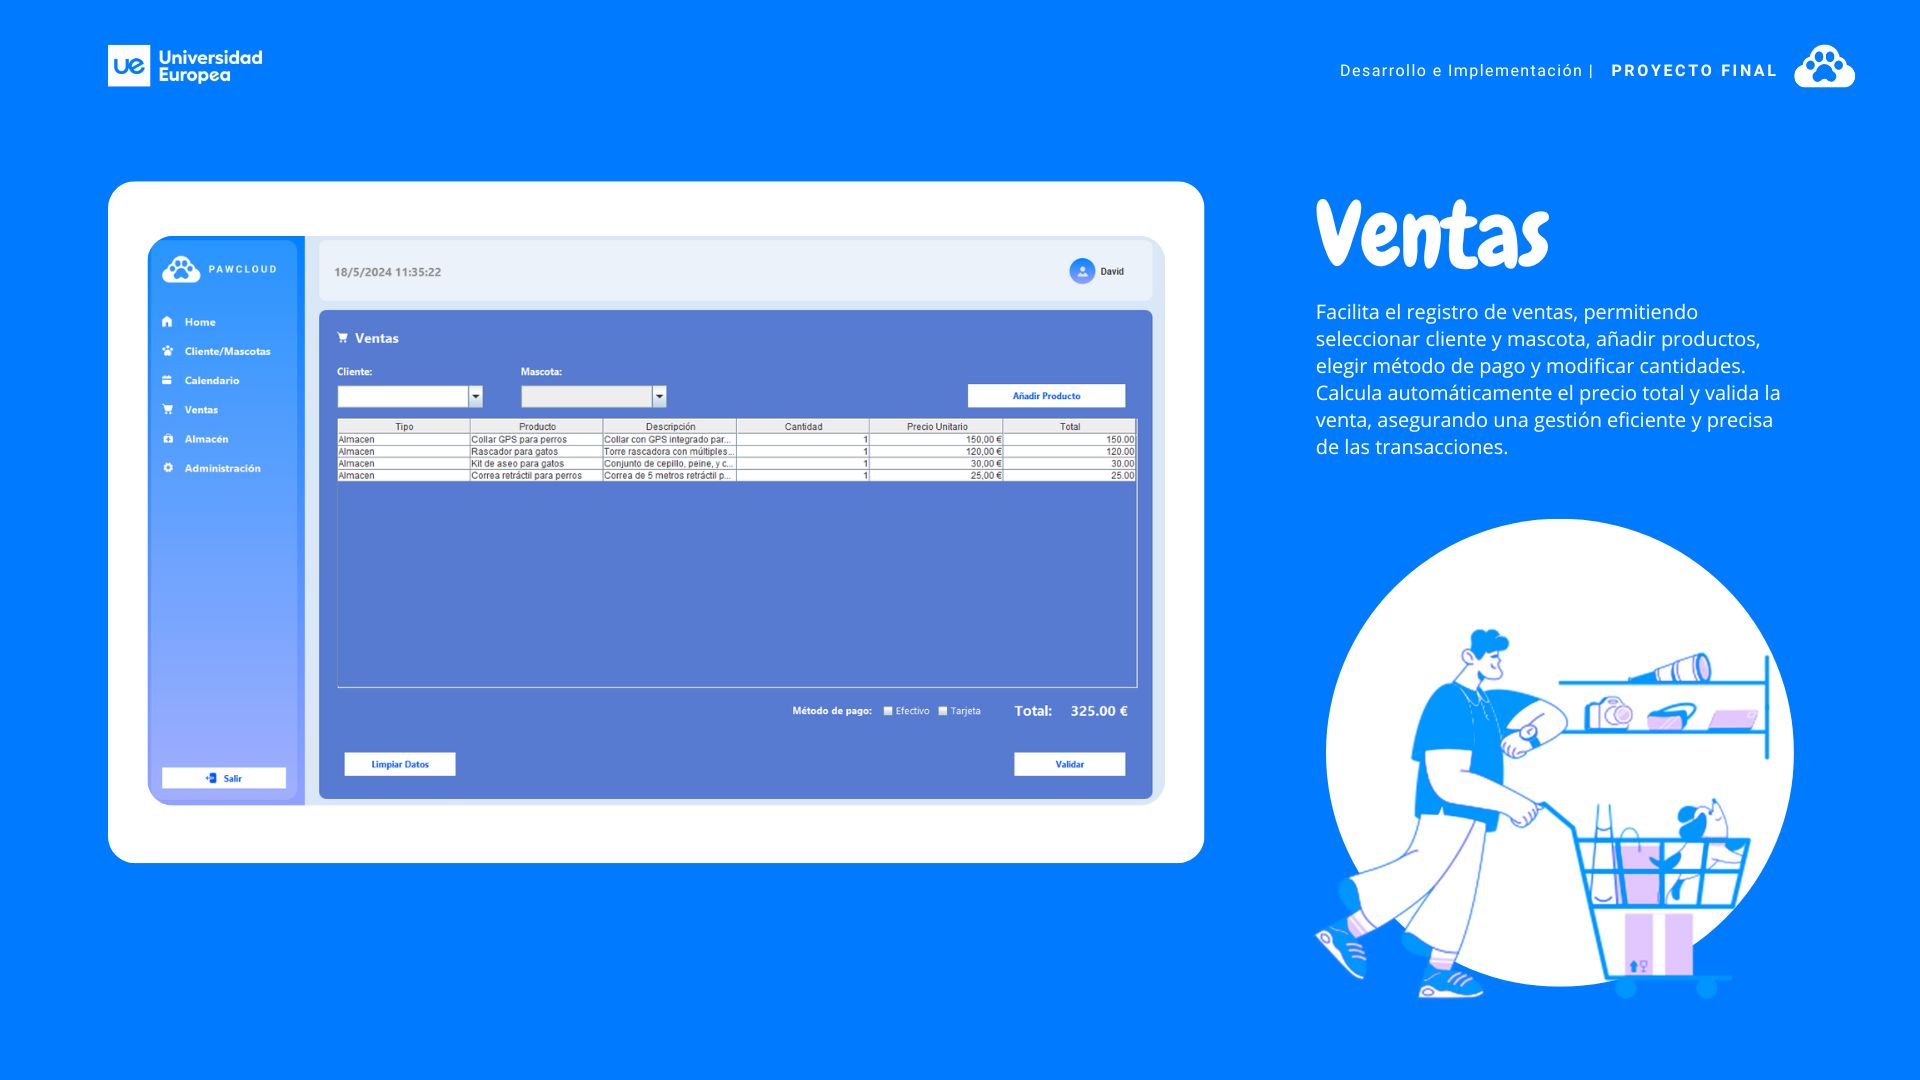 ue Universidad
Europea
Desarrollo e Implementación | PROYECTO FINAL
PAWCLOUD
Home
Cliente/Mascotas
Calendario
Ventas
Almacén
Administración
Salir
18/5/2024 11:35:22
David
Ventas
Cliente:
Mascota:
Añadir Producto
Tipo Producto Descripción Cantidad Precio Unitario Total
Almacen Collar GPS para perros Collar con GPS integrado par... 1 150,00 € 150.00
Almacen Rascador para gatos Torre rascadora con múltiples... 1 120,00 € 120.00
Almacen Kit de aseo para gatos Conjunto de cepillo, peine, y c... 1 30,00 € 30.00
Almacen Correa retráctil para perros Correa de 5 metros retráctil p... 1 25,00 € 25.00
Método de pago: Efectivo Tarjeta Total: 325.00 €
Limpiar Datos
Validar
Ventas
Facilita el registro de ventas, permitiendo
seleccionar cliente y mascota, añadir productos,
elegir método de pago y modificar cantidades.
Calcula automáticamente el precio total y valida la
venta, asegurando una gestión eficiente y precisa
de las transacciones.